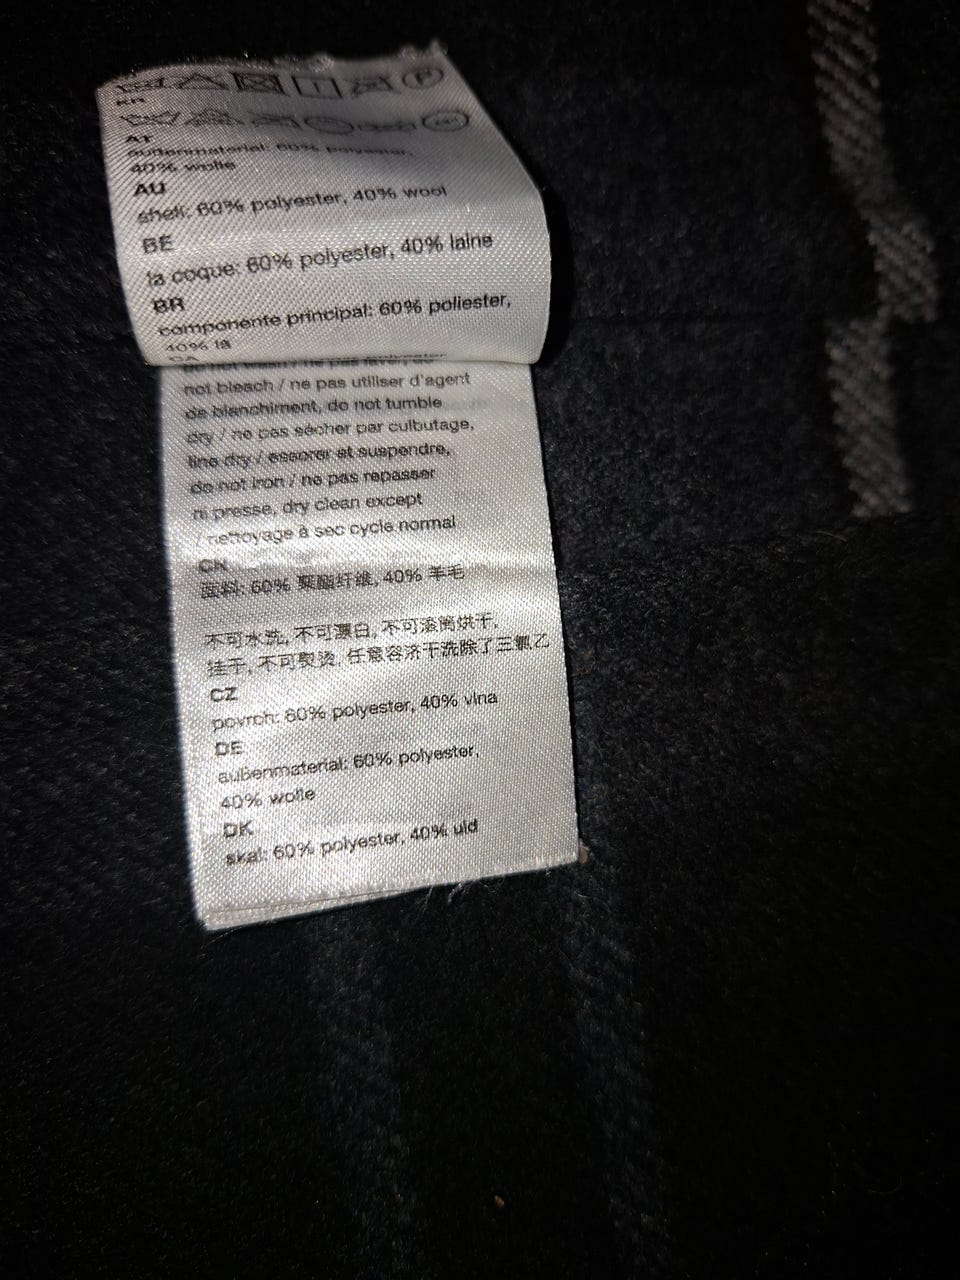 AT
außenmaterial: 60% polyester,
40% wolle
AU
shell: 60% polyester, 40% wool
BE
la coque: 60% polyester, 40% laine
BR
componente principal: 60% poliester,
40% lã
CA
not bleach / ne pas utiliser d'agent
de blanchiment, do not tumble
dry / ne pas sécher par culbutage,
line dry / essorer et suspendre,
do not iron / ne pas repasser
ni presse, dry clean except
/ nettoyage à sec cycle normal
CN
面料: 60% 聚酯纤维, 40% 羊毛
不可水洗, 不可漂白, 不可滚筒烘干,
挂干, 不可熨烫, 任意容济干洗除了三氯乙
CZ
povrch: 60% polyester, 40% vlna
DE
außenmaterial: 60% polyester,
40% wolle
DK
skal: 60% polyester, 40% uld